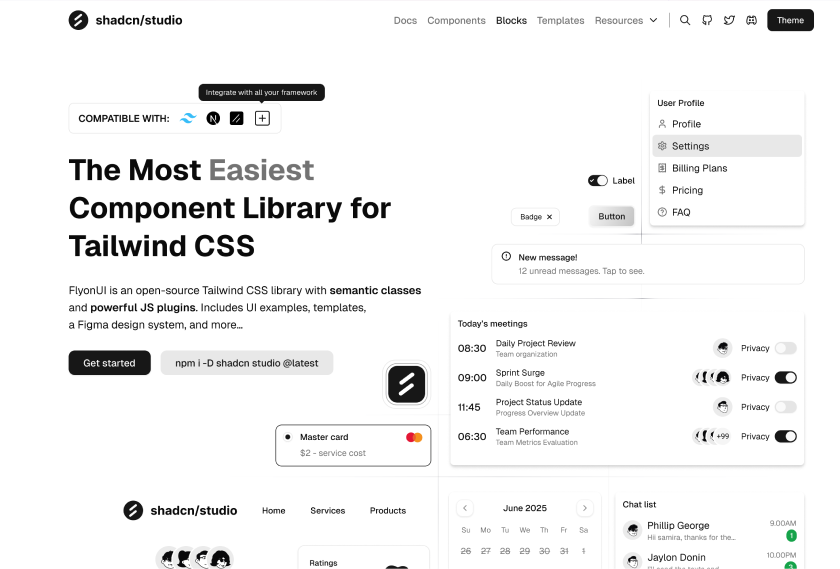 shadcn/studio
Docs Components Blocks Templates Resources
Theme
Integrate with all your framework
COMPATIBLE WITH:
The Most Easiest
Component Library for
Tailwind CSS
FlyonUI is an open-source Tailwind CSS library with semantic classes
and powerful JS plugins. Includes UI examples, templates,
a Figma design system, and more...
Get started
npm i -D shadcn studio @latest
User Profile
Profile
Settings
Billing Plans
Pricing
FAQ
Label
Badge
Button
New message!
12 unread messages. Tap to see.
Today's meetings
08:30 Daily Project Review Privacy
Team organization
09:00 Sprint Surge Privacy
Daily Boost for Agile Progress
11:45 Project Status Update Privacy
Progress Overview Update
06:30 Team Performance +99 Privacy
Team Metrics Evaluation
Master card
$2 - service cost
shadcn/studio Home Services Products
Ratings
June 2025
Su Mo Tu We Th Fr Sa
26 27 28 29 30 31 1
Chat list
Phillip George 9.00AM
Hii samira, thanks for the... 1
Jaylon Donin 10.00PM